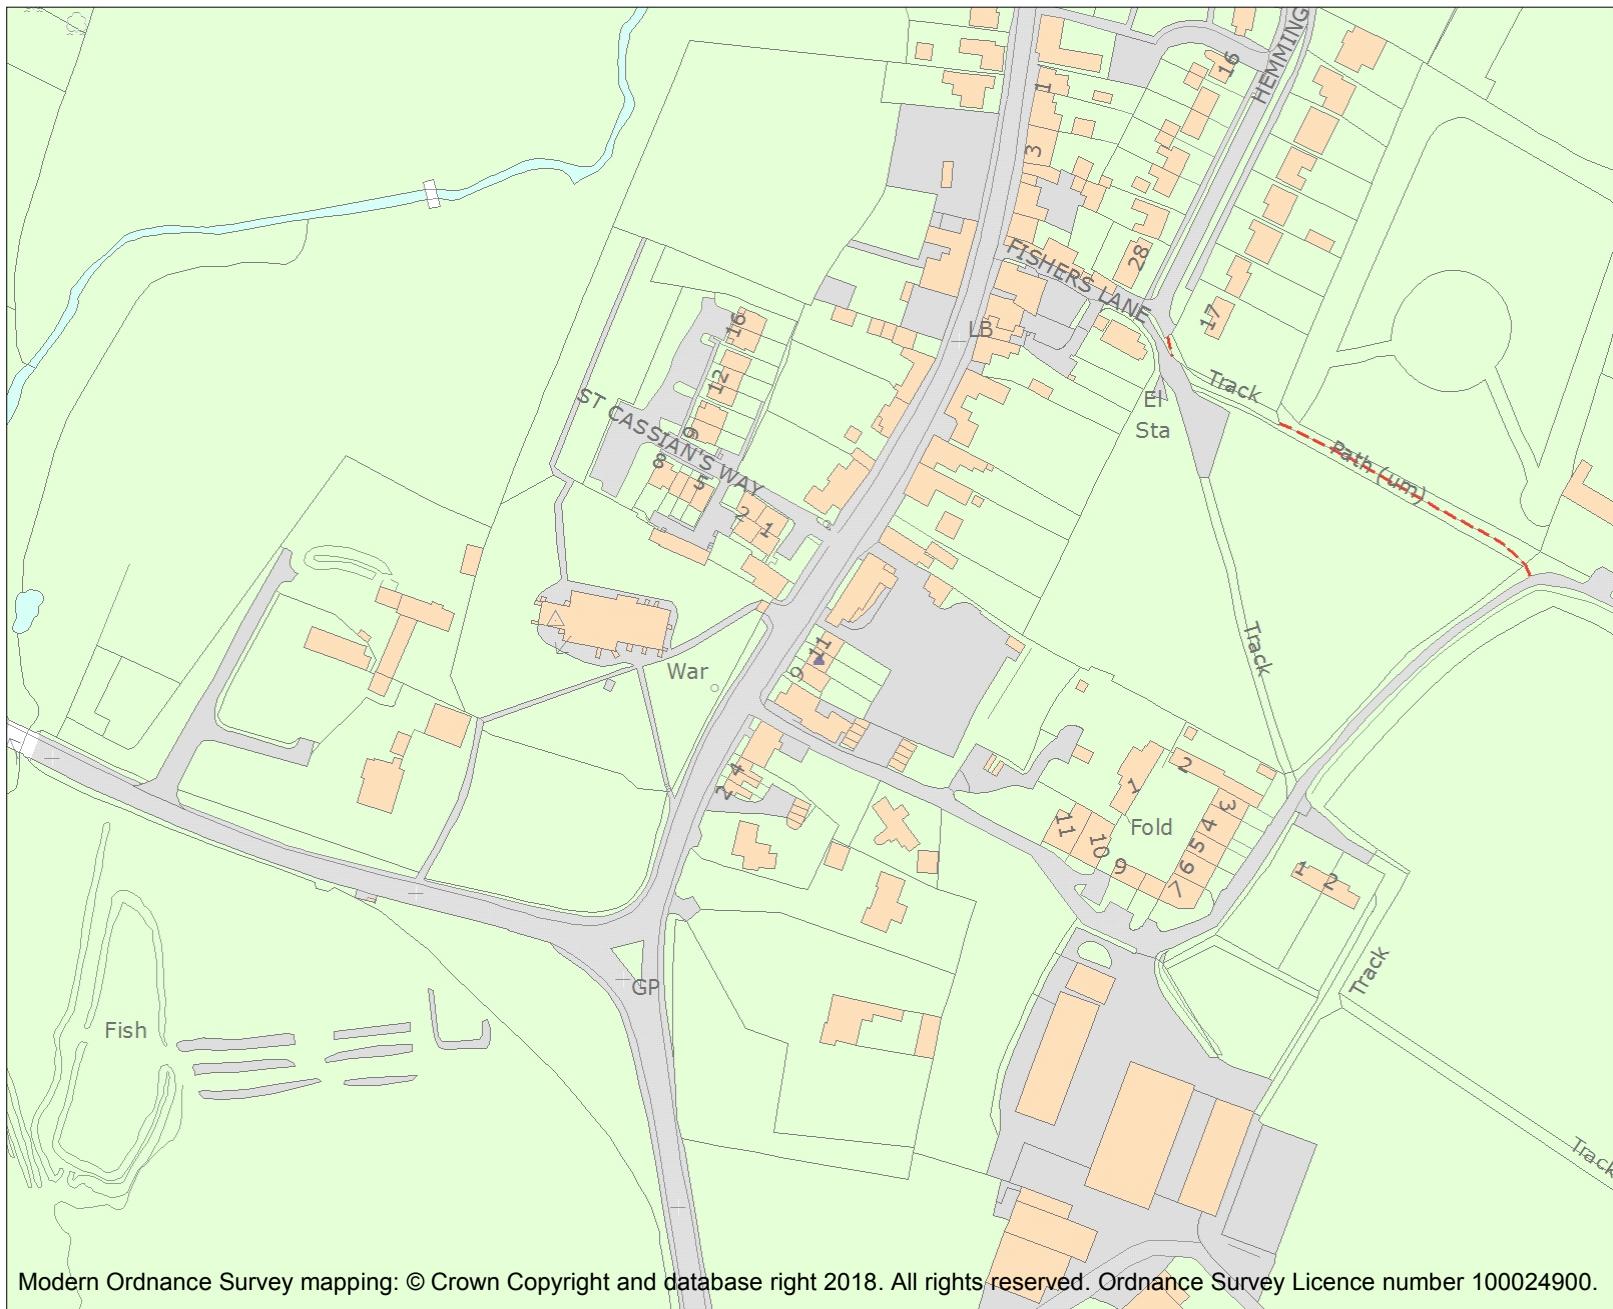 HEMMING
16
1
3
FISHERS LANE
28
17
LB
16
12
9
ST CASSIAN'S WAY
8
5
2
1
Track
El
Sta
Path (um)
Track
War
11
9
4
2
1
2
3
4
5
6
7
9
10
11
Fold
1 2
Track
GP
Fish
Track
Modern Ordnance Survey mapping: © Crown Copyright and database right 2018. All rights reserved. Ordnance Survey Licence number 100024900.